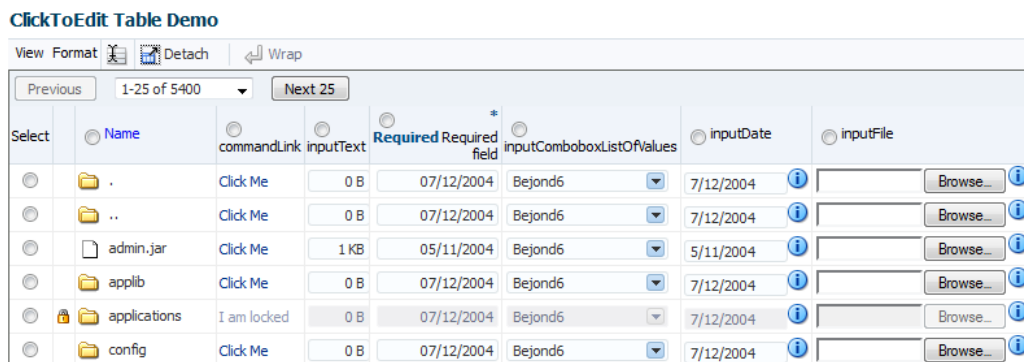 ClickToEdit Table Demo
View Format Detach Wrap
Previous 1-25 of 5400 Next 25
Select Name commandLink inputText Required Required field * inputComboboxListOfValues inputDate inputFile
. Click Me 0 B 07/12/2004 Bejond6 7/12/2004 Browse...
.. Click Me 0 B 07/12/2004 Bejond6 7/12/2004 Browse...
admin.jar Click Me 1 KB 05/11/2004 Bejond6 5/11/2004 Browse...
applib Click Me 0 B 07/12/2004 Bejond6 7/12/2004 Browse...
applications I am locked 0 B 07/12/2004 Bejond6 7/12/2004 Browse...
config Click Me 0 B 07/12/2004 Bejond6 7/12/2004 Browse...